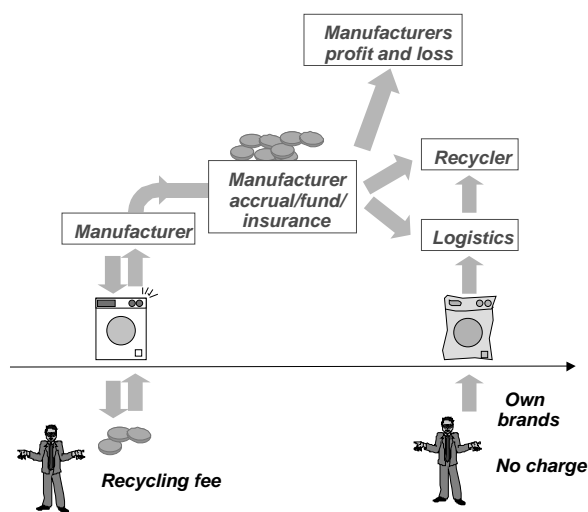 Manufacturers
profit and loss
Manufacturer
accrual/fund/
insurance
Recycler
Manufacturer
Logistics
Own
brands
Recycling fee
No charge